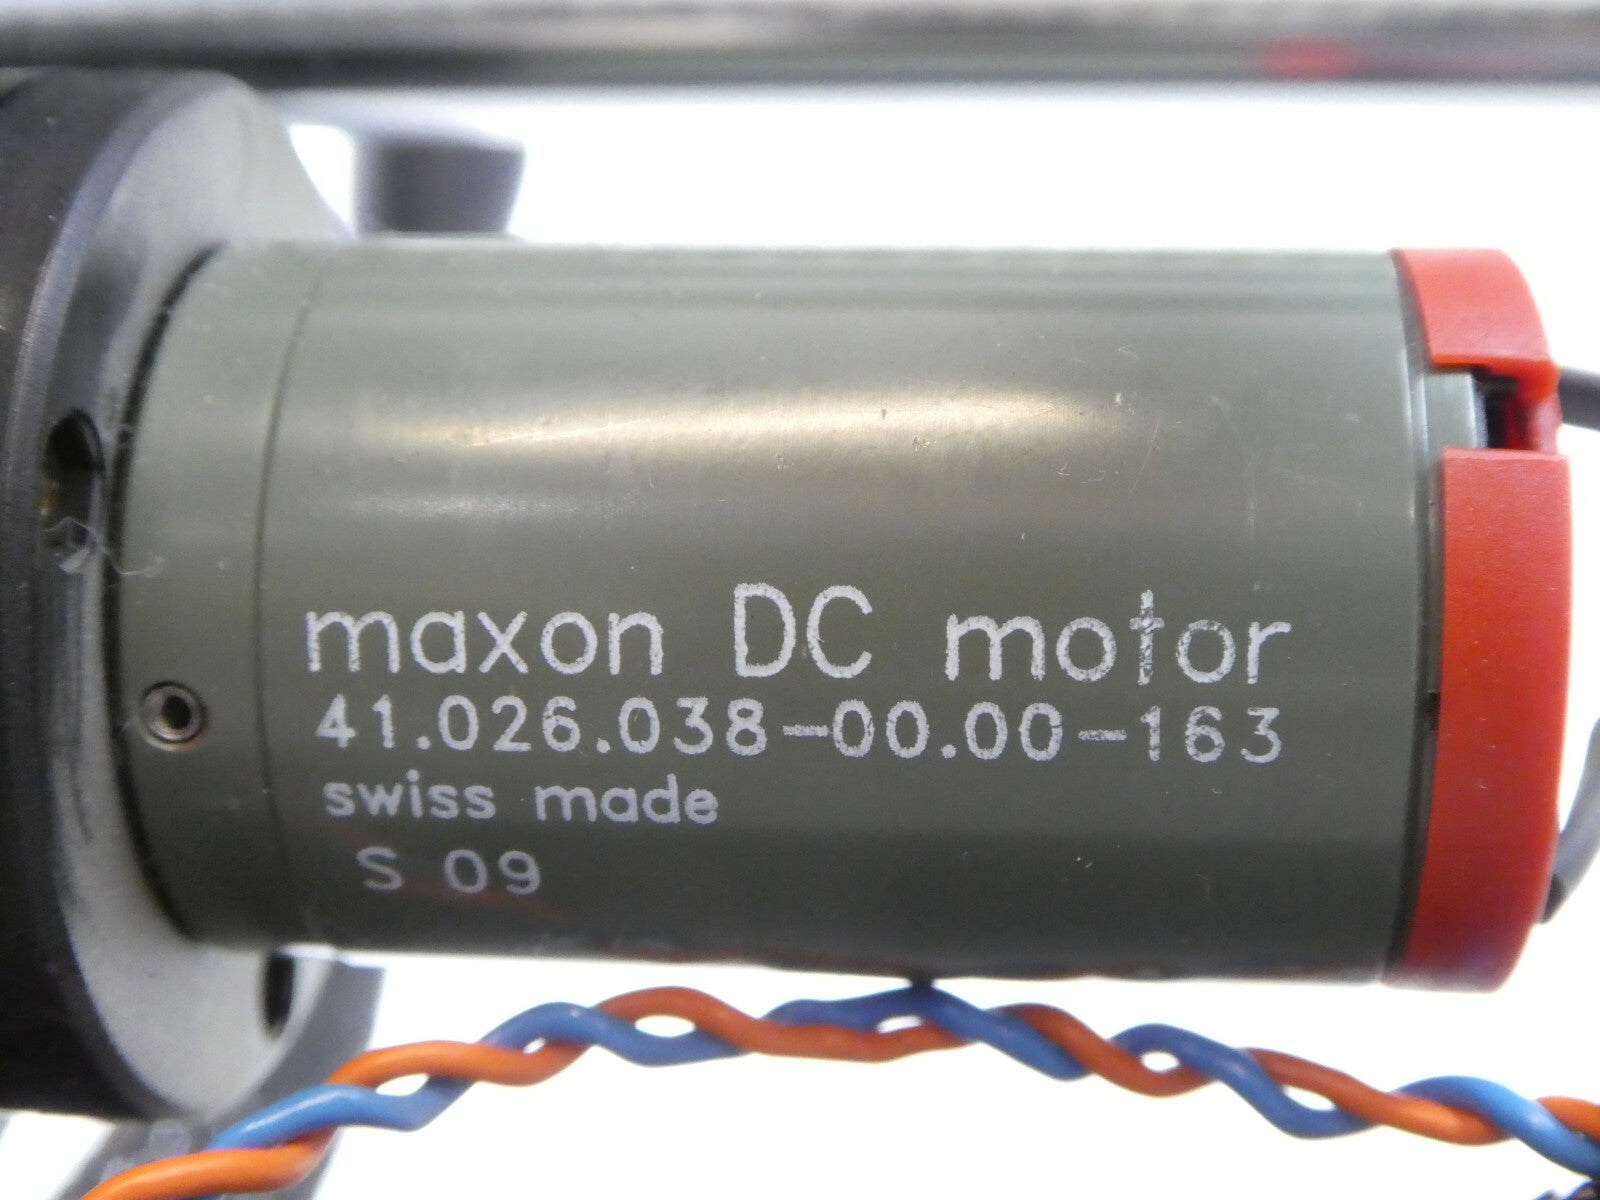 maxon DC motor
41.026.038-00.00-163
swiss made
S 09